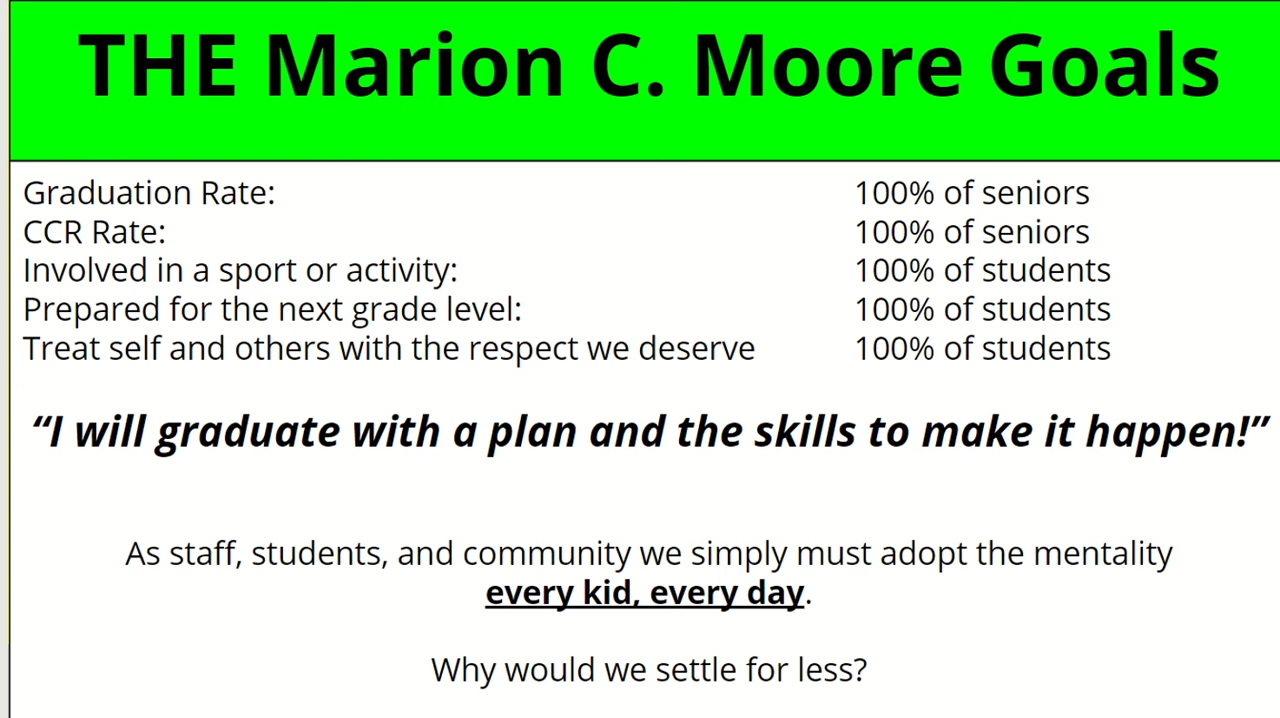 THE Marion C. Moore Goals
Graduation Rate: 100% of seniors
CCR Rate: 100% of seniors
Involved in a sport or activity: 100% of students
Prepared for the next grade level: 100% of students
Treat self and others with the respect we deserve 100% of students
“I will graduate with a plan and the skills to make it happen!”
As staff, students, and community we simply must adopt the mentality
every kid, every day.
Why would we settle for less?